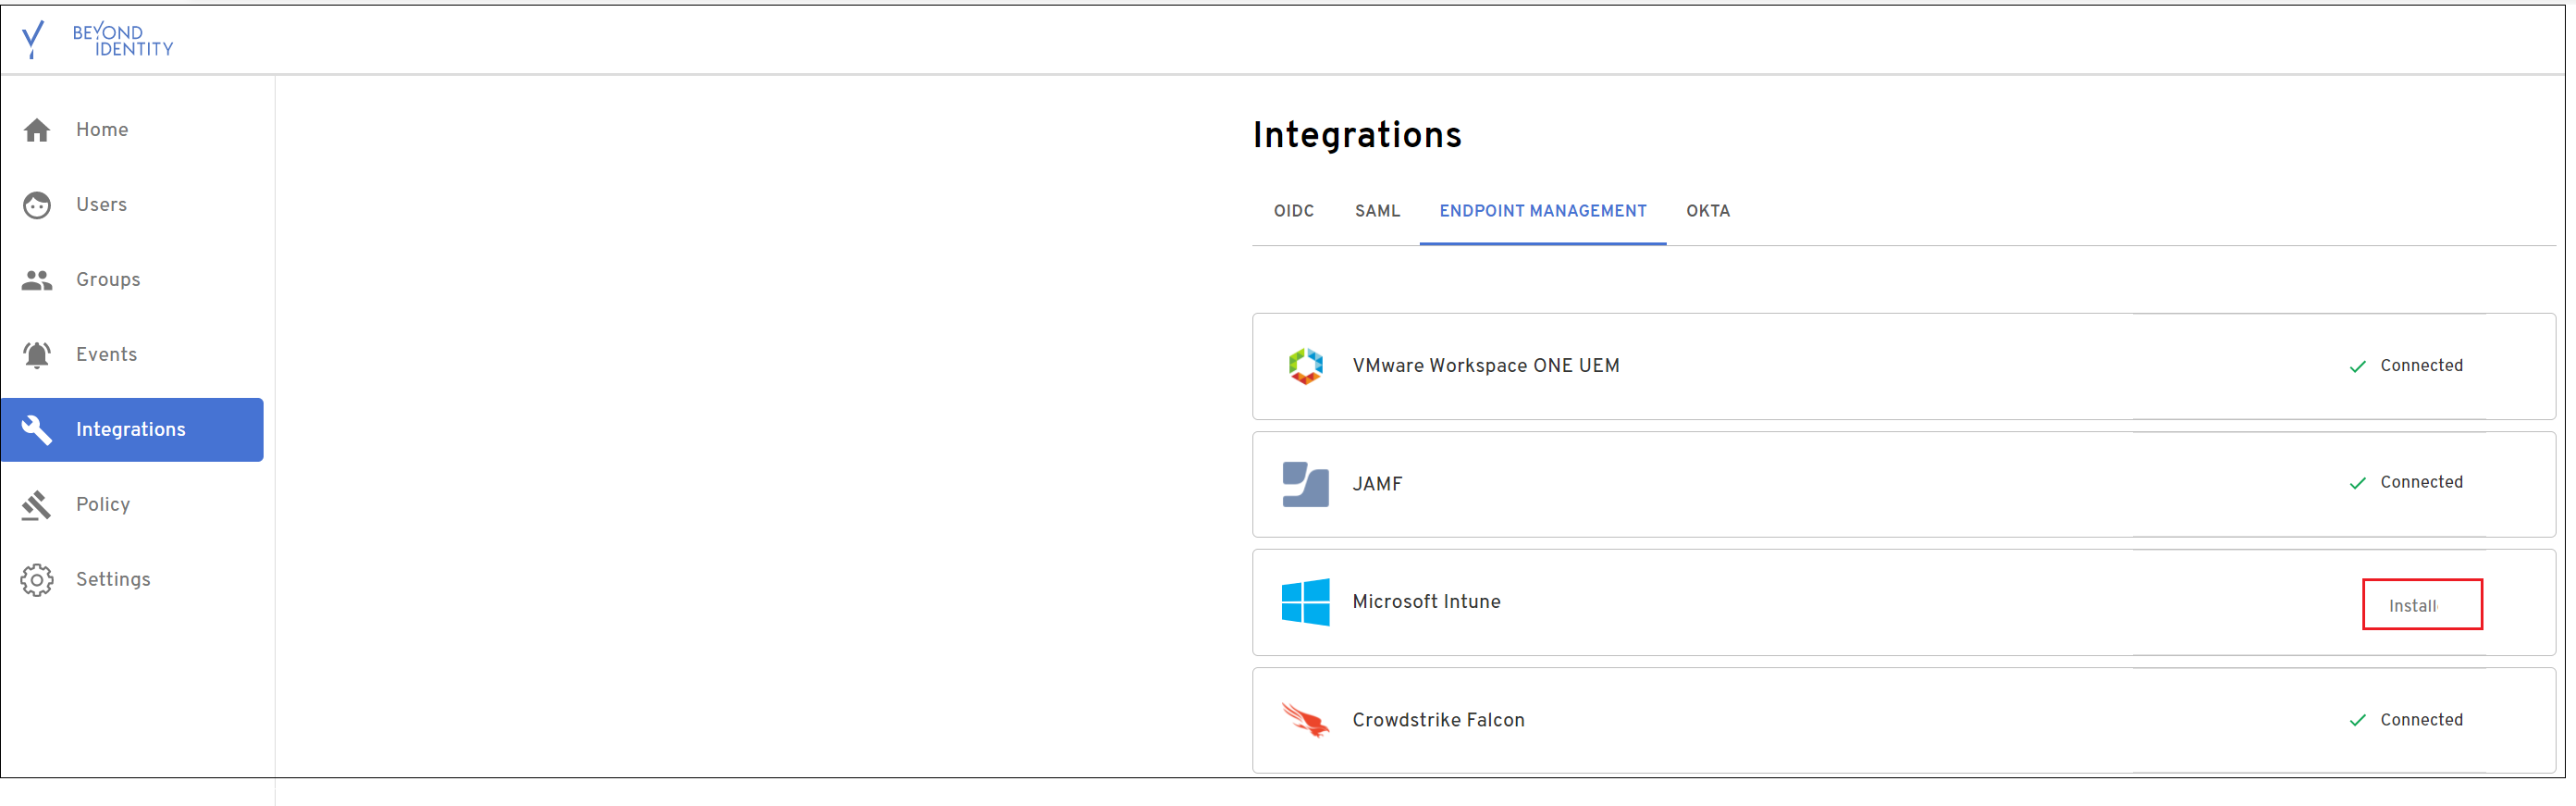 BEYOND
IDENTITY
Home
Users
Groups
Events
Integrations
Policy
Settings
Integrations
OIDC SAML ENDPOINT MANAGEMENT OKTA
VMware Workspace ONE UEM Connected
JAMF Connected
Microsoft Intune Install
Crowdstrike Falcon Connected